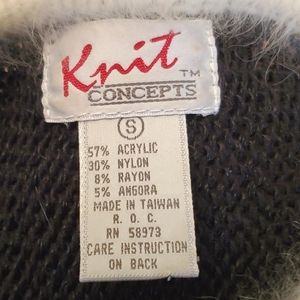 Knit TM
CONCEPTS
S
57% ACRYLIC
30% NYLON
8% RAYON
5% ANGORA
MADE IN TAIWAN
R. O. C.
RN 58973
CARE INSTRUCTION
ON BACK